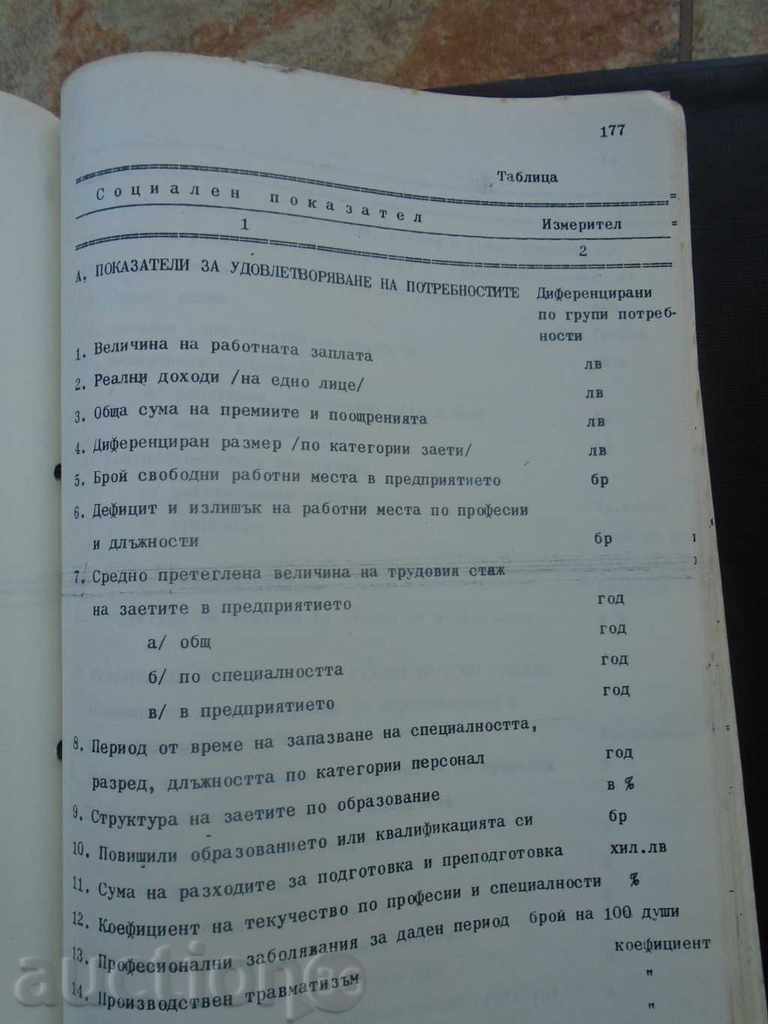 177
Таблица
Социален показател Измерител
1 2
А. ПОКАЗАТЕЛИ ЗА УДОВЛЕТВОРЯВАНЕ НА ПОТРЕБНОСТИТЕ Диференцирани
по групи потреб-
ности
1. Величина на работната заплата лв
2. Реални доходи /на едно лице/ лв
3. Обща сума на премиите и поощренията лв
4. Диференциран размер /по категории заети/ лв
5. Брой свободни работни места в предприятието бр
6. Дефицит и излишък на работни места по професии
и длъжности бр
7. Средно претеглена величина на трудовия стаж
на заетите в предприятието год
а/ общ год
б/ по специалността год
в/ в предприятието год
8. Период от време на запазване на специалността,
разред, длъжността по категории персонал год
9. Структура на заетите по образование в %
10. Повишили образованието или квалификацията си бр
11. Сума на разходите за подготовка и преподготовка хил.лв
12. Коефициент на текучество по професии и специалности %
13. Професионални заболявания за даден период брой на 100 души
14. Производствен травматизъм коефициент
"
"
auction